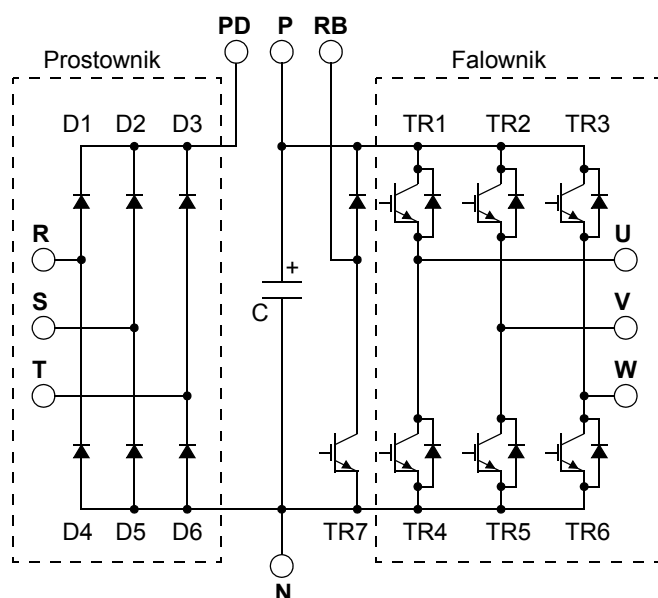 PD P RB
Prostownik Falownik
D1 D2 D3 TR1 TR2 TR3
R U
+
S C V
T W
D4 D5 D6 TR7 TR4 TR5 TR6
N